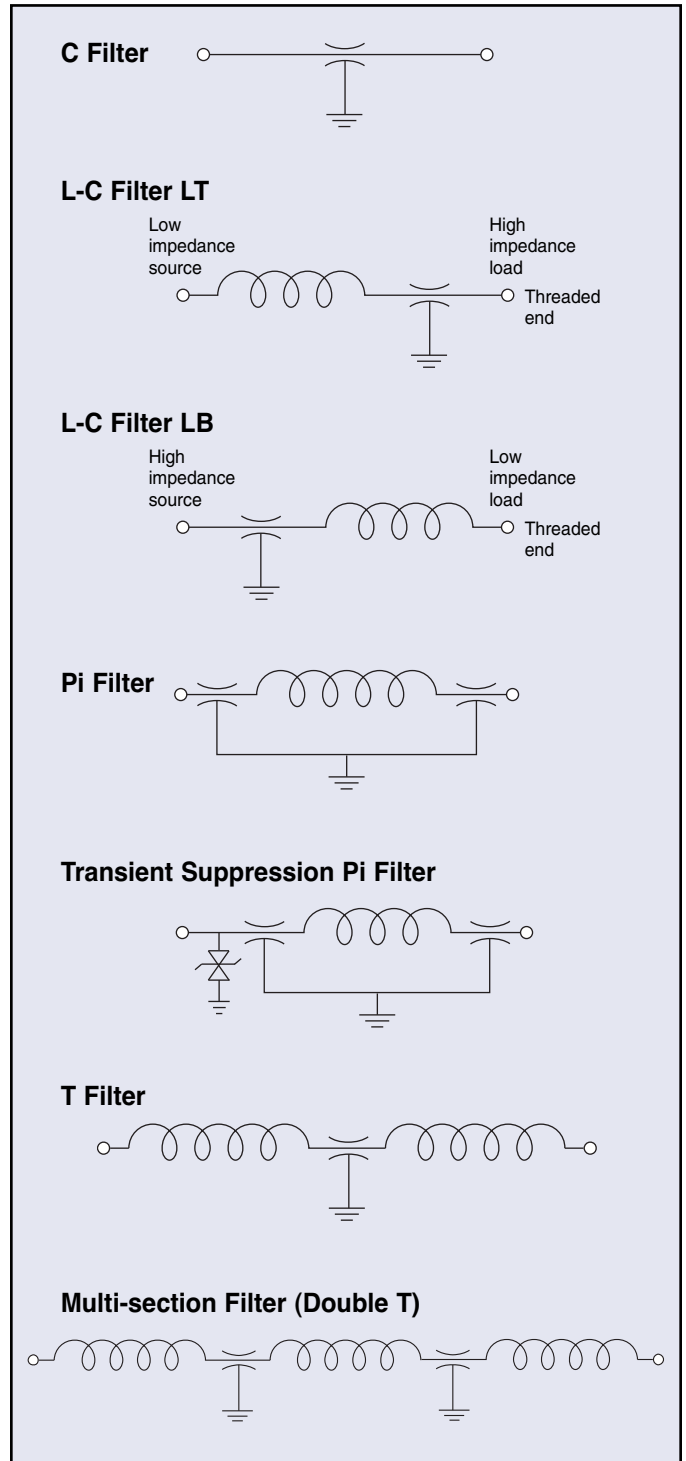 C Filter
L-C Filter LT
Low
impedance
source
High
impedance
load
Threaded
end
L-C Filter LB
High
impedance
source
Low
impedance
load
Threaded
end
Pi Filter
Transient Suppression Pi Filter
T Filter
Multi-section Filter (Double T)